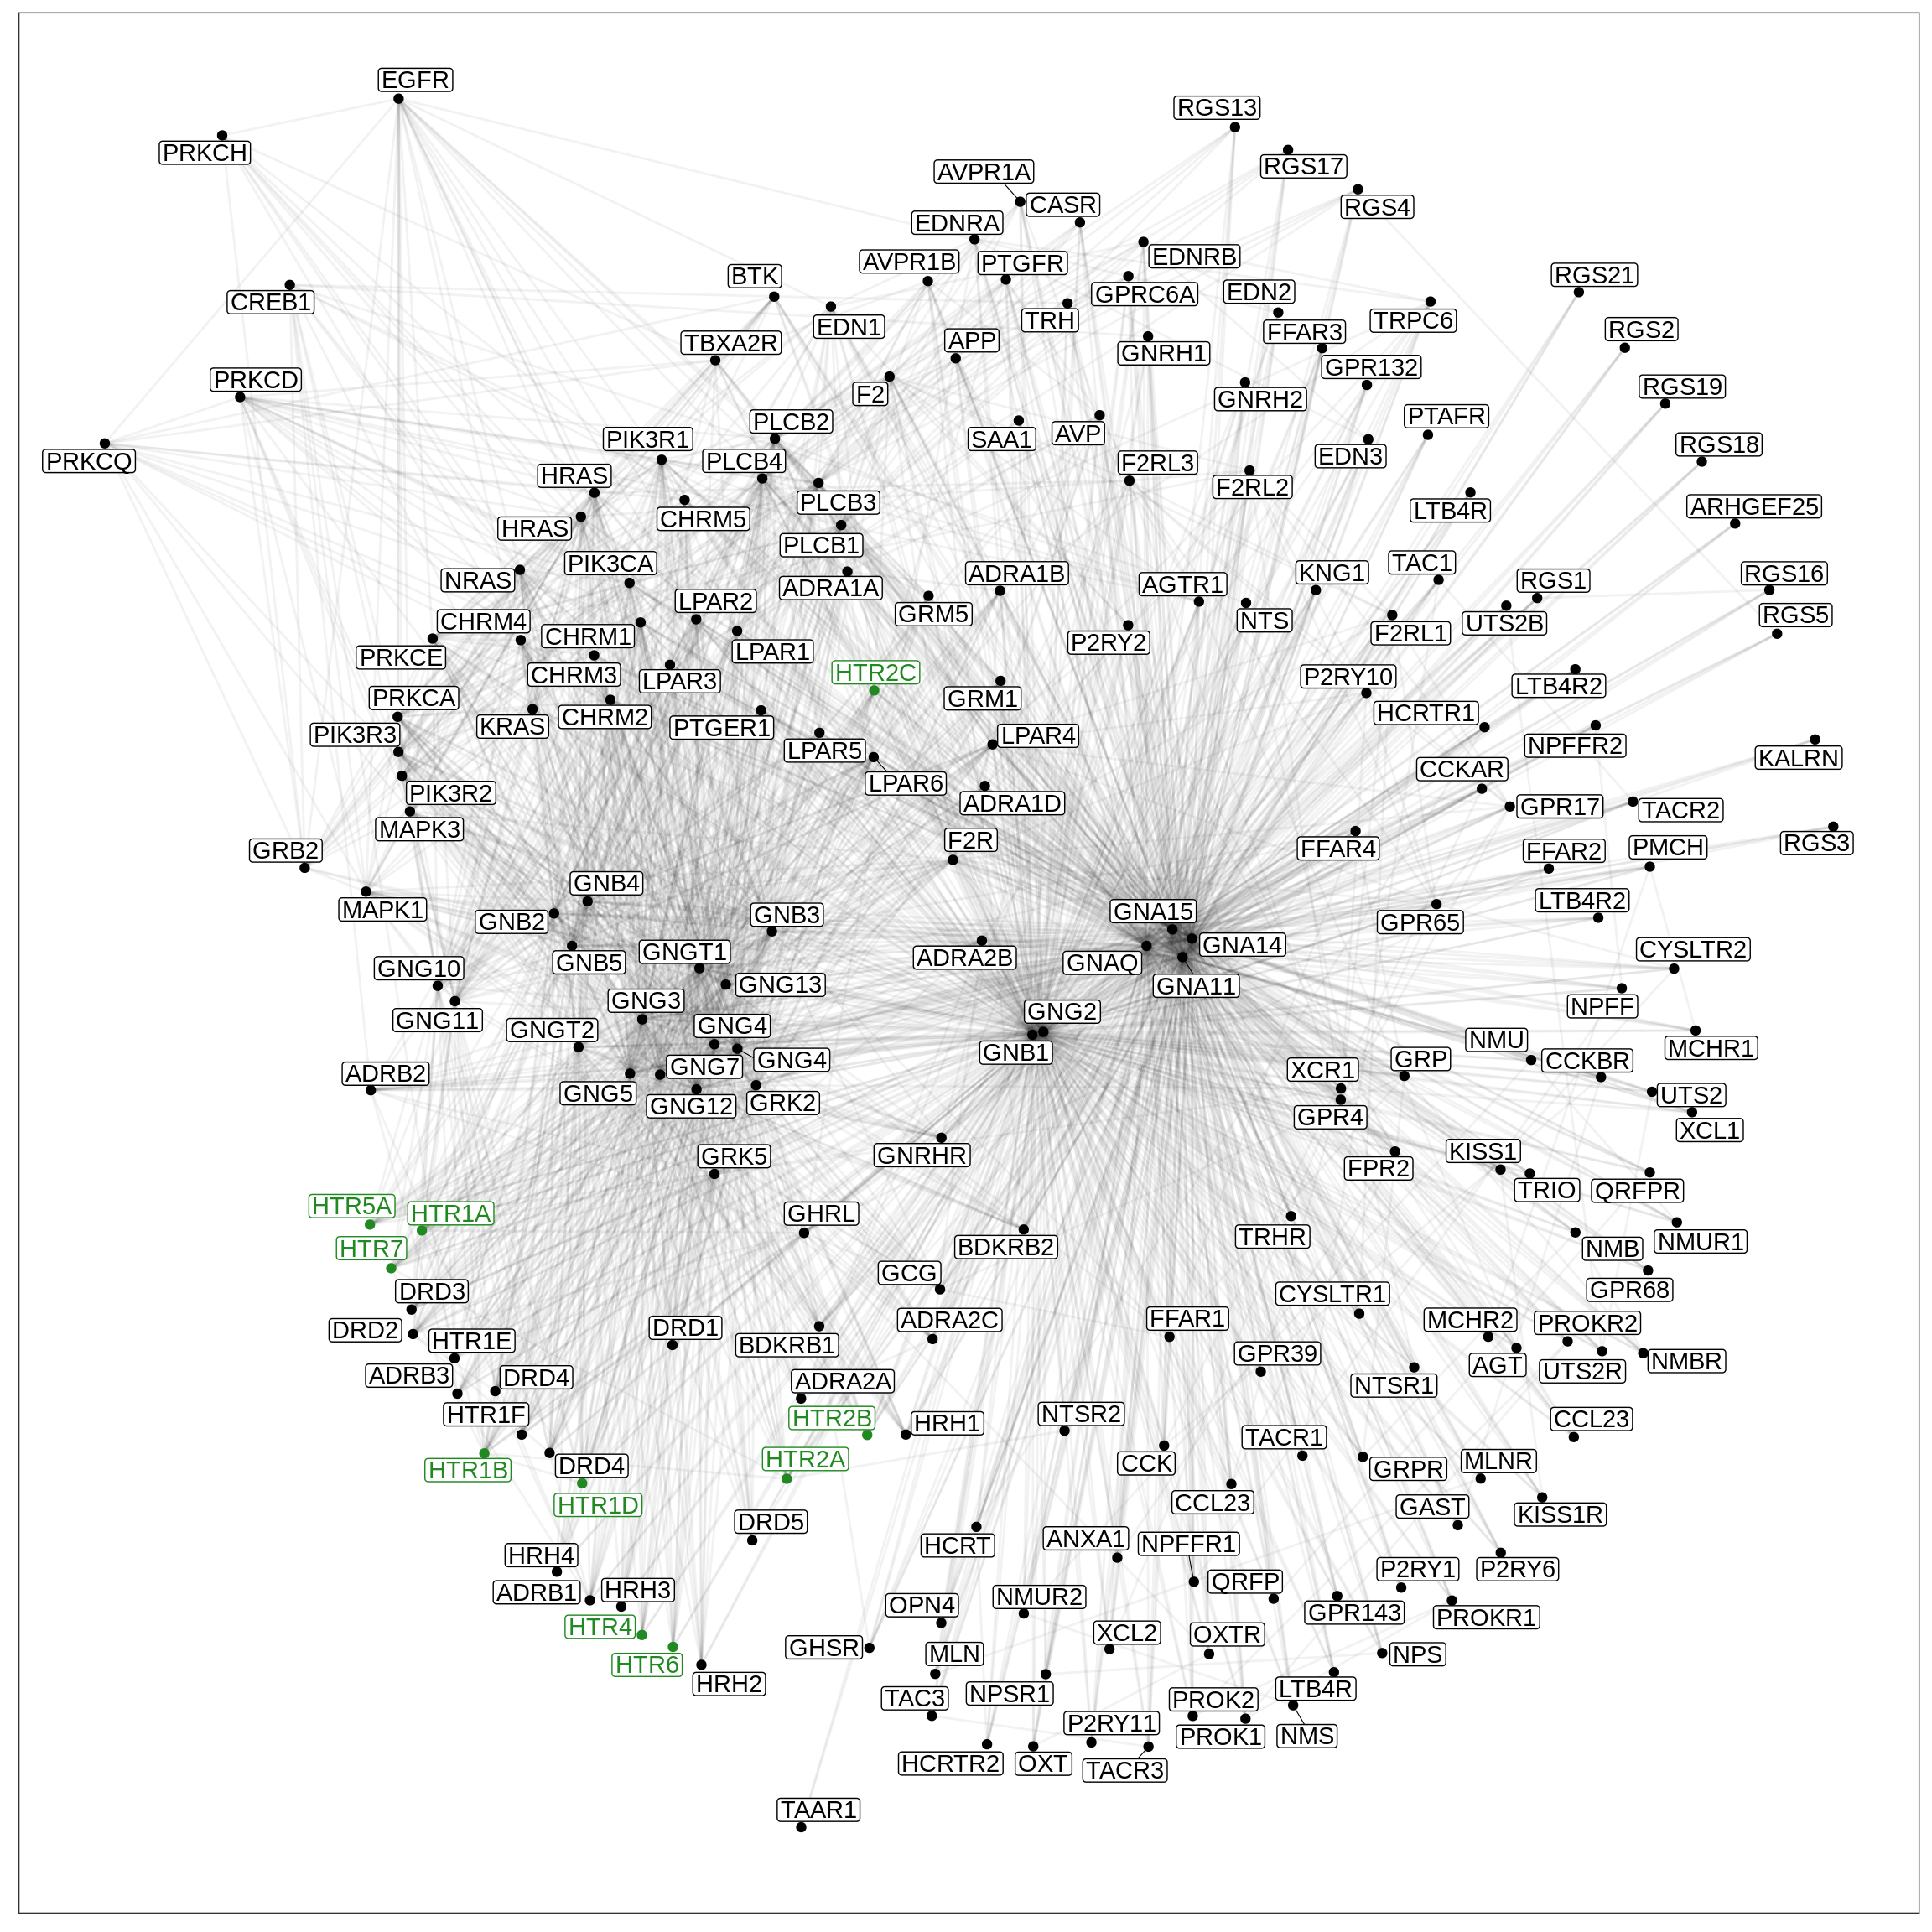 EGFR
RGS13
PRKCH
RGS17
AVPR1A
CASR
RGS4
EDNRA
EDNRB
AVPR1B
PTGFR
BTK
RGS21
CREB1
GPRC6A
EDN2
TRH
TRPC6
EDN1
FFAR3
RGS2
TBXA2R
APP
GNRH1
GPR132
PRKCD
RGS19
F2
GNRH2
PLCB2
PTAFR
PIK3R1
SAA1
AVP
RGS18
PRKCQ
PLCB4
F2RL3
EDN3
HRAS
F2RL2
PLCB3
LTB4R
ARHGEF25
CHRM5
HRAS
PLCB1
PIK3CA
TAC1
NRAS
ADRA1B
KNG1
RGS1
RGS16
ADRA1A
AGTR1
LPAR2
GRM5
RGS5
CHRM4
NTS
UTS2B
CHRM1
P2RY2
F2RL1
LPAR1
PRKCE
HTR2C
CHRM3
P2RY10
LPAR3
LTB4R2
PRKCA
GRM1
HCRTR1
KRAS
CHRM2
PTGER1
PIK3R3
LPAR4
NPFFR2
LPAR5
KALRN
CCKAR
LPAR6
PIK3R2
ADRA1D
GPR17
TACR2
MAPK3
F2R
FFAR4
RGS3
GRB2
FFAR2
PMCH
GNB4
LTB4R2
MAPK1
GNB3
GNA15
GNB2
GPR65
GNA14
GNGT1
CYSLTR2
ADRA2B
GNAQ
GNB5
GNG10
GNG13
GNA11
GNG3
NPFF
GNG2
GNG11
GNG4
GNGT2
NMU
GNB1
MCHR1
GNG4
GRP
CCKBR
GNG7
XCR1
ADRB2
GNG5
UTS2
GNG12
GRK2
GPR4
XCL1
GRK5
GNRHR
KISS1
FPR2
TRIO
QRFPR
HTR5A
HTR1A
GHRL
TRHR
HTR7
BDKRB2
NMB
NMUR1
GCG
DRD3
CYSLTR1
GPR68
FFAR1
ADRA2C
MCHR2
PROKR2
DRD2
DRD1
HTR1E
BDKRB1
GPR39
NMBR
AGT
UTS2R
ADRB3
DRD4
ADRA2A
NTSR1
HTR1F
NTSR2
HTR2B
HRH1
CCL23
TACR1
HTR2A
MLNR
CCK
DRD4
GRPR
HTR1B
CCL23
HTR1D
GAST
KISS1R
DRD5
ANXA1
NPFFR1
HCRT
HRH4
P2RY1
P2RY6
QRFP
ADRB1
HRH3
NMUR2
OPN4
GPR143
PROKR1
HTR4
XCL2
OXTR
GHSR
MLN
NPS
HTR6
HRH2
LTB4R
NPSR1
TAC3
PROK2
P2RY11
PROK1
NMS
HCRTR2
OXT
TACR3
TAAR1